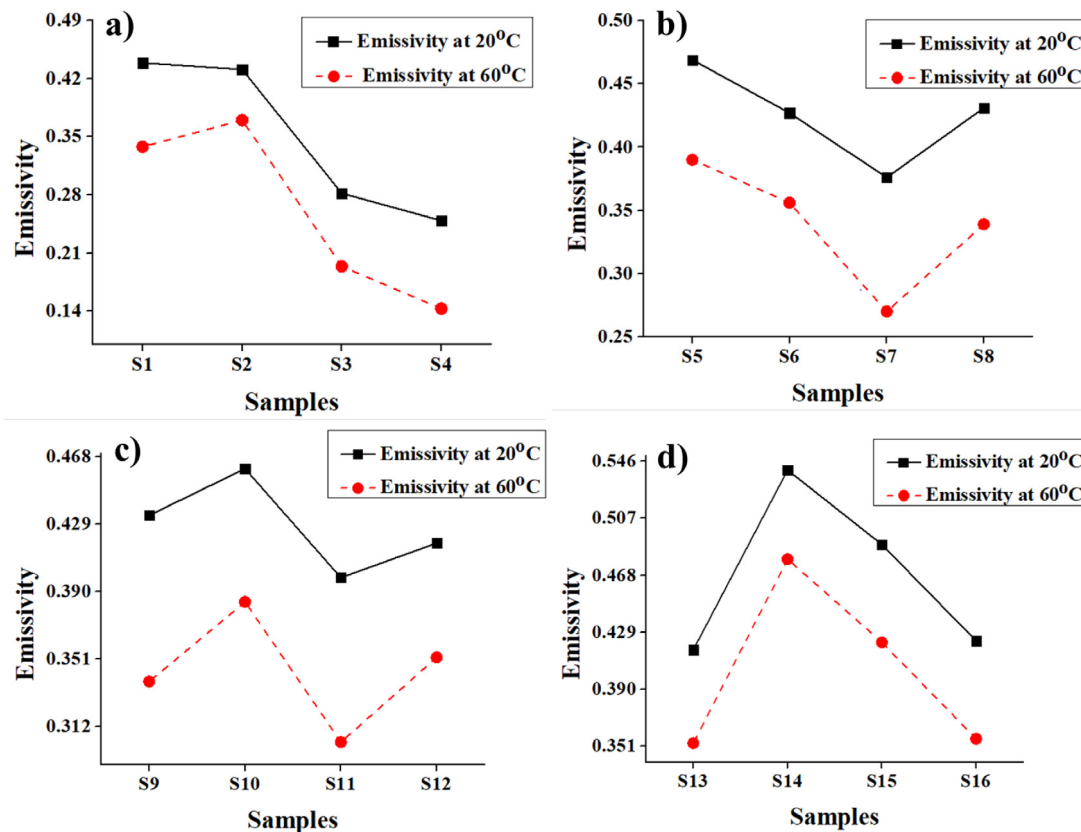 a)
Emissivity at 20°C
Emissivity at 60°C
0.49
0.42
0.35
0.28
0.21
0.14
Emissivity
S1 S2 S3 S4
Samples
b)
Emissivity at 20°C
Emissivity at 60°C
0.50
0.45
0.40
0.35
0.30
0.25
Emissivity
S5 S6 S7 S8
Samples
c)
Emissivity at 20°C
Emissivity at 60°C
0.468
0.429
0.390
0.351
0.312
Emissivity
S9 S10 S11 S12
Samples
d)
Emissivity at 20°C
Emissivity at 60°C
0.546
0.507
0.468
0.429
0.390
0.351
Emissivity
S13 S14 S15 S16
Samples